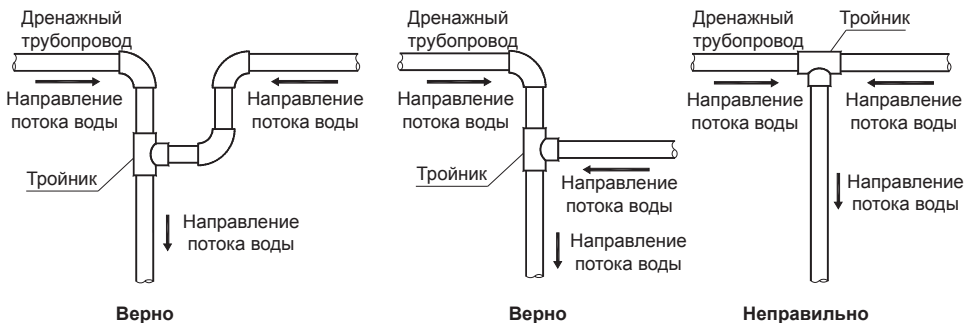 Дренажный
трубопровод
Направление
потока воды
Направление
потока воды
Тройник
Направление
потока воды
Верно
Дренажный
трубопровод
Направление
потока воды
Тройник
Направление
потока воды
Направление
потока воды
Верно
Дренажный
трубопровод
Тройник
Направление
потока воды
Направление
потока воды
Направление
потока воды
Неправильно